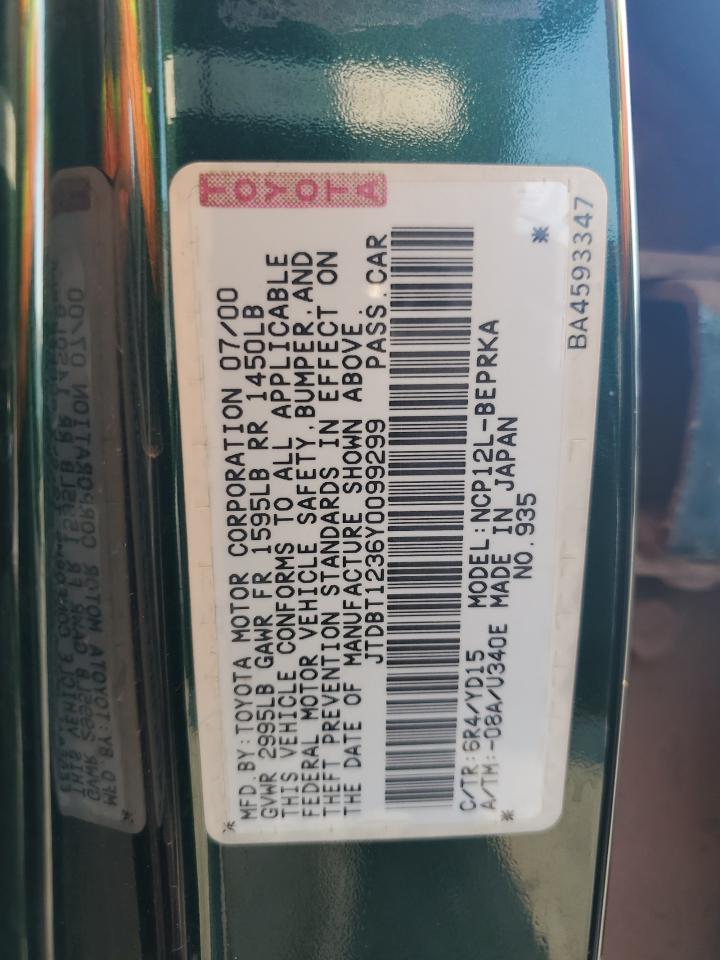 TOYOTA
MFD.BY:TOYOTA MOTOR CORPORATION 07/00
GVWR 2995LB GAWR FR 1595LB RR 1450LB
THIS VEHICLE CONFORMS TO ALL APPLICABLE
FEDERAL MOTOR VEHICLE SAFETY,BUMPER,AND
THEFT PREVENTION STANDARDS IN EFFECT ON
THE DATE OF MANUFACTURE SHOWN ABOVE.
JTDBT1236Y0099299 PASS.CAR
C/TR:6R4/YD15 MODEL:NCP12L-BEPRKA
A/TM:-08A/U340E MADE IN JAPAN
NO.935
BA4593347